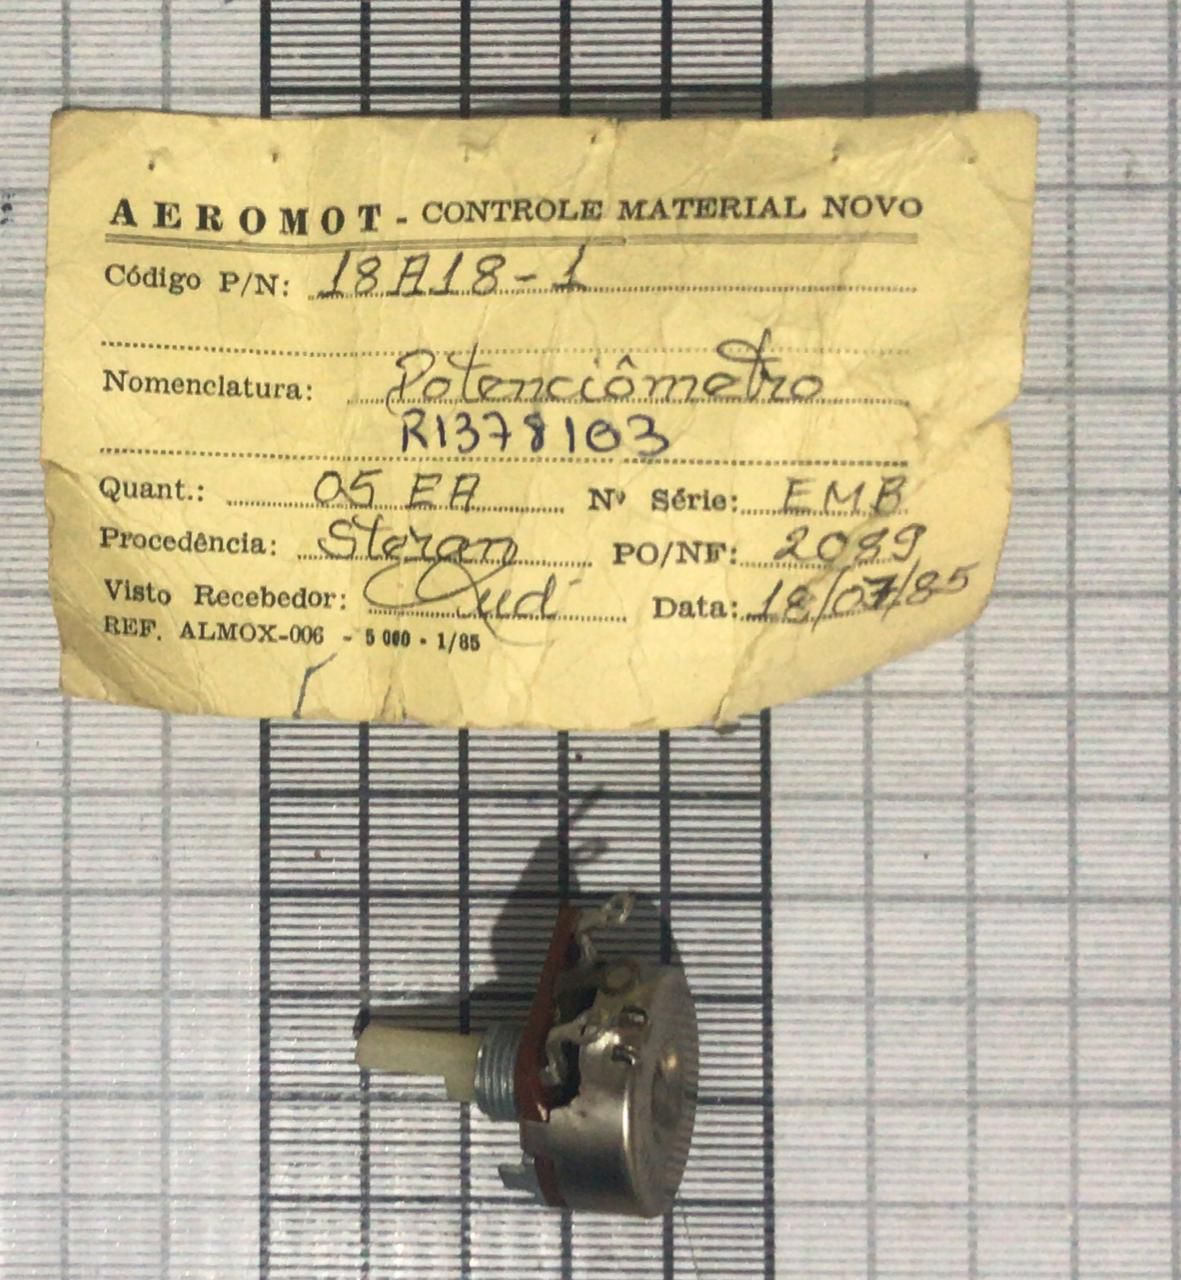 AEROMOT - CONTROLE MATERIAL NOVO
Código P/N: 18A18-1
Nomenclatura: Potenciômetro
R1378103
Quant.: 05 EA Nº Série: EMB
Procedência: Steran PO/NF: 2099
Visto Recebedor: Data: 18/07/85
REF. ALMOX-006 - 5 000 - 1/85